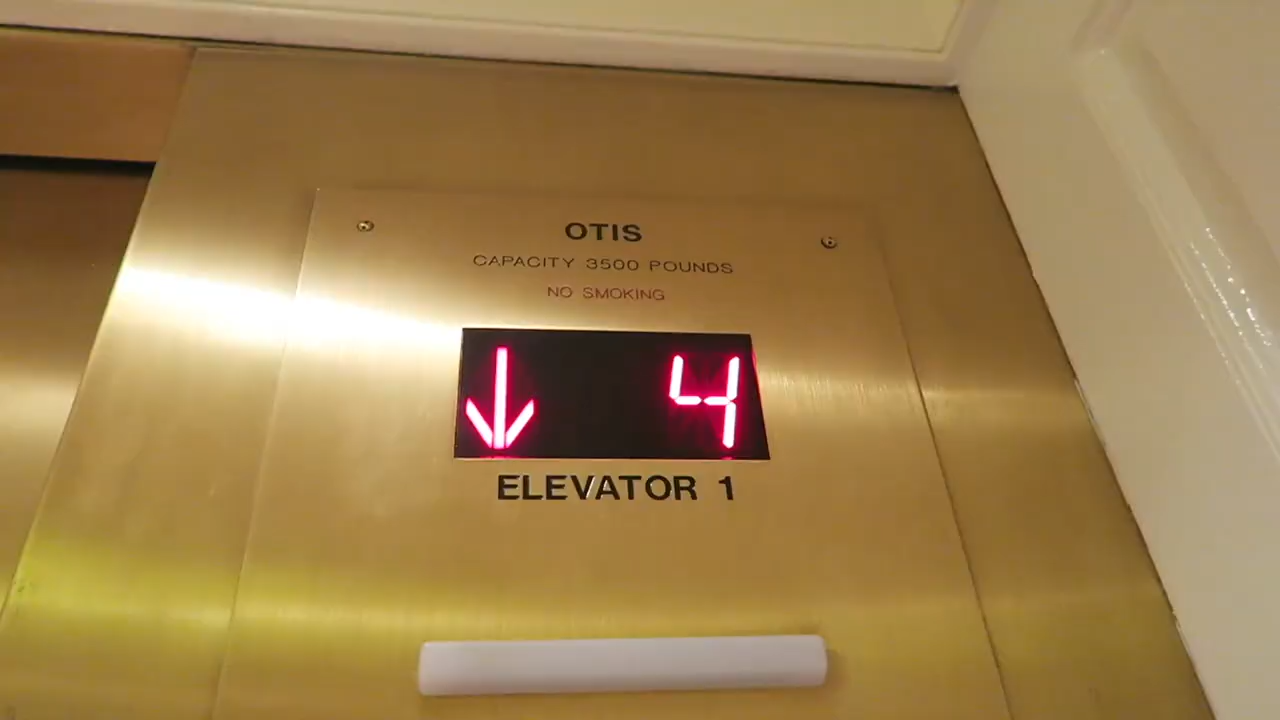 OTIS
CAPACITY 3500 POUNDS
NO SMOKING
↓ 4
ELEVATOR 1